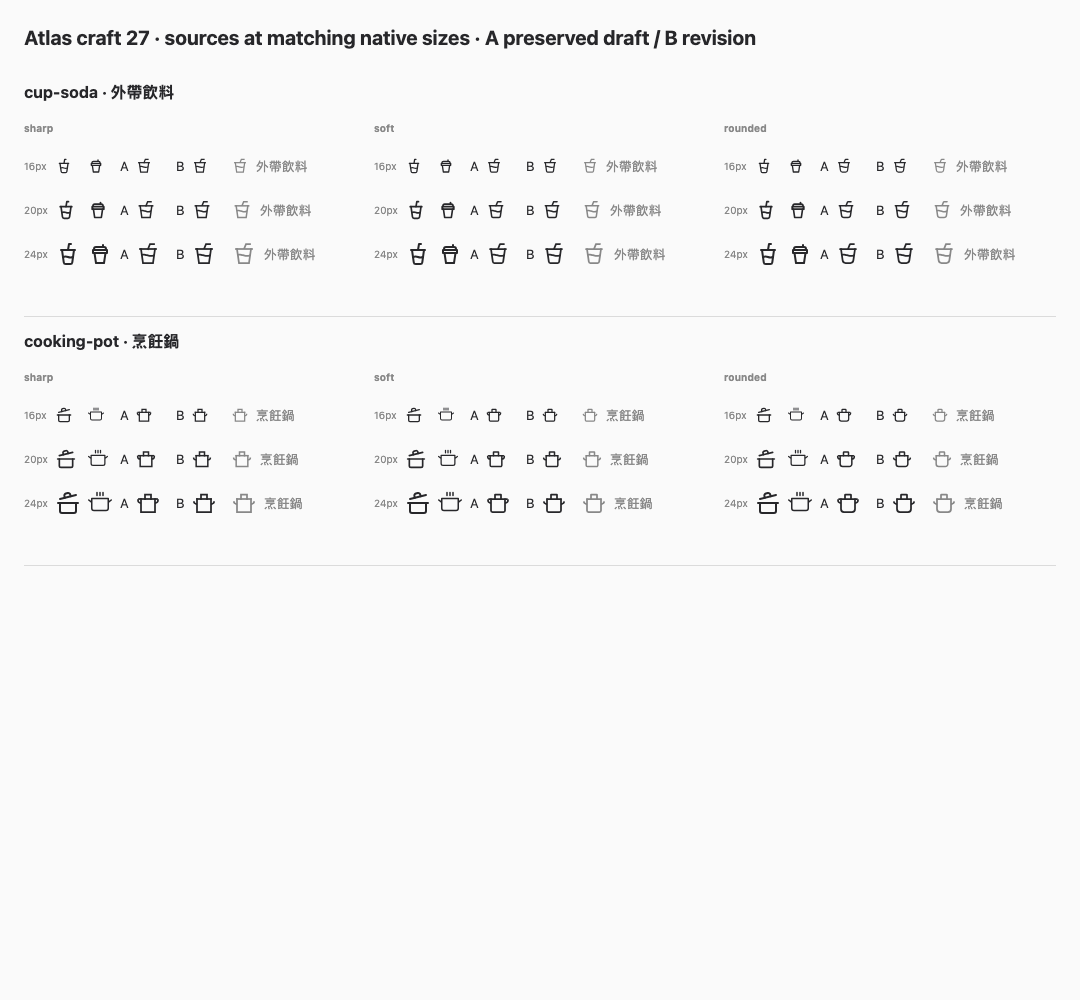 Atlas craft 27 · sources at matching native sizes · A preserved draft / B revision
cup-soda · 外帶飲料
sharp soft rounded
16px A B 外帶飲料 16px A B 外帶飲料 16px A B 外帶飲料
20px A B 外帶飲料 20px A B 外帶飲料 20px A B 外帶飲料
24px A B 外帶飲料 24px A B 外帶飲料 24px A B 外帶飲料
cooking-pot · 烹飪鍋
sharp soft rounded
16px A B 烹飪鍋 16px A B 烹飪鍋 16px A B 烹飪鍋
20px A B 烹飪鍋 20px A B 烹飪鍋 20px A B 烹飪鍋
24px A B 烹飪鍋 24px A B 烹飪鍋 24px A B 烹飪鍋